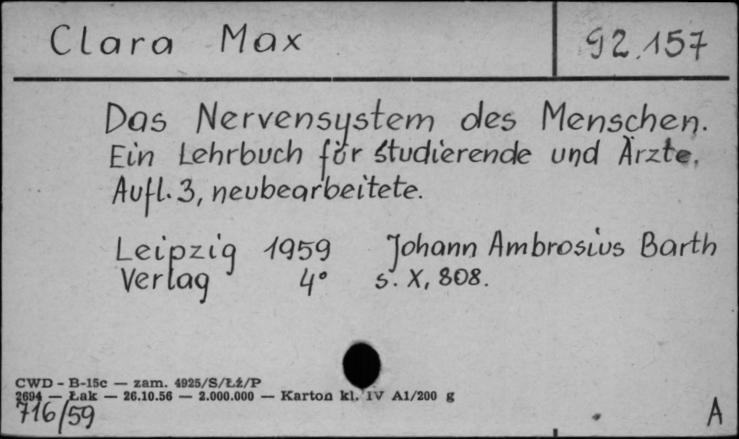 Clara Max 92.157
Das Nervensystem des Menschen.
Ein Lehrbuch für Studierende und Ärzte.
Aufl. 3, neubearbeitete.
Leipzig 1959 Johann Ambrosius Barth
Verlag 4° s. X, 808.
CWD - B-15c — zam. 4925/S/Łż/P
2694 — Łak — 26.10.56 — 2.000.000 — Karton kl. IV A1/200 g
716/59 A